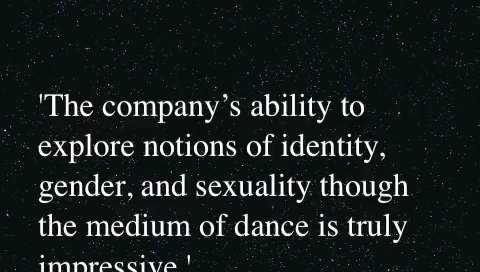 'The company’s ability to
explore notions of identity,
gender, and sexuality though
the medium of dance is truly
impressive.'